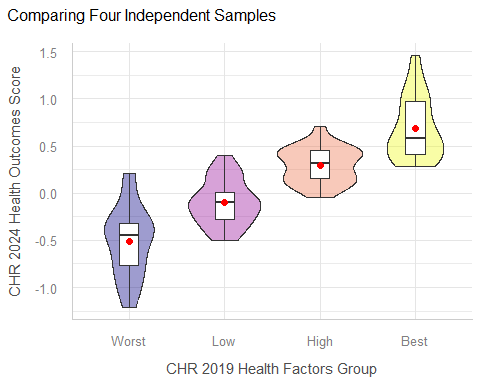 Comparing Four Independent Samples
CHR 2024 Health Outcomes Score
1.5
1.0
0.5
0.0
-0.5
-1.0
Worst Low High Best
CHR 2019 Health Factors Group